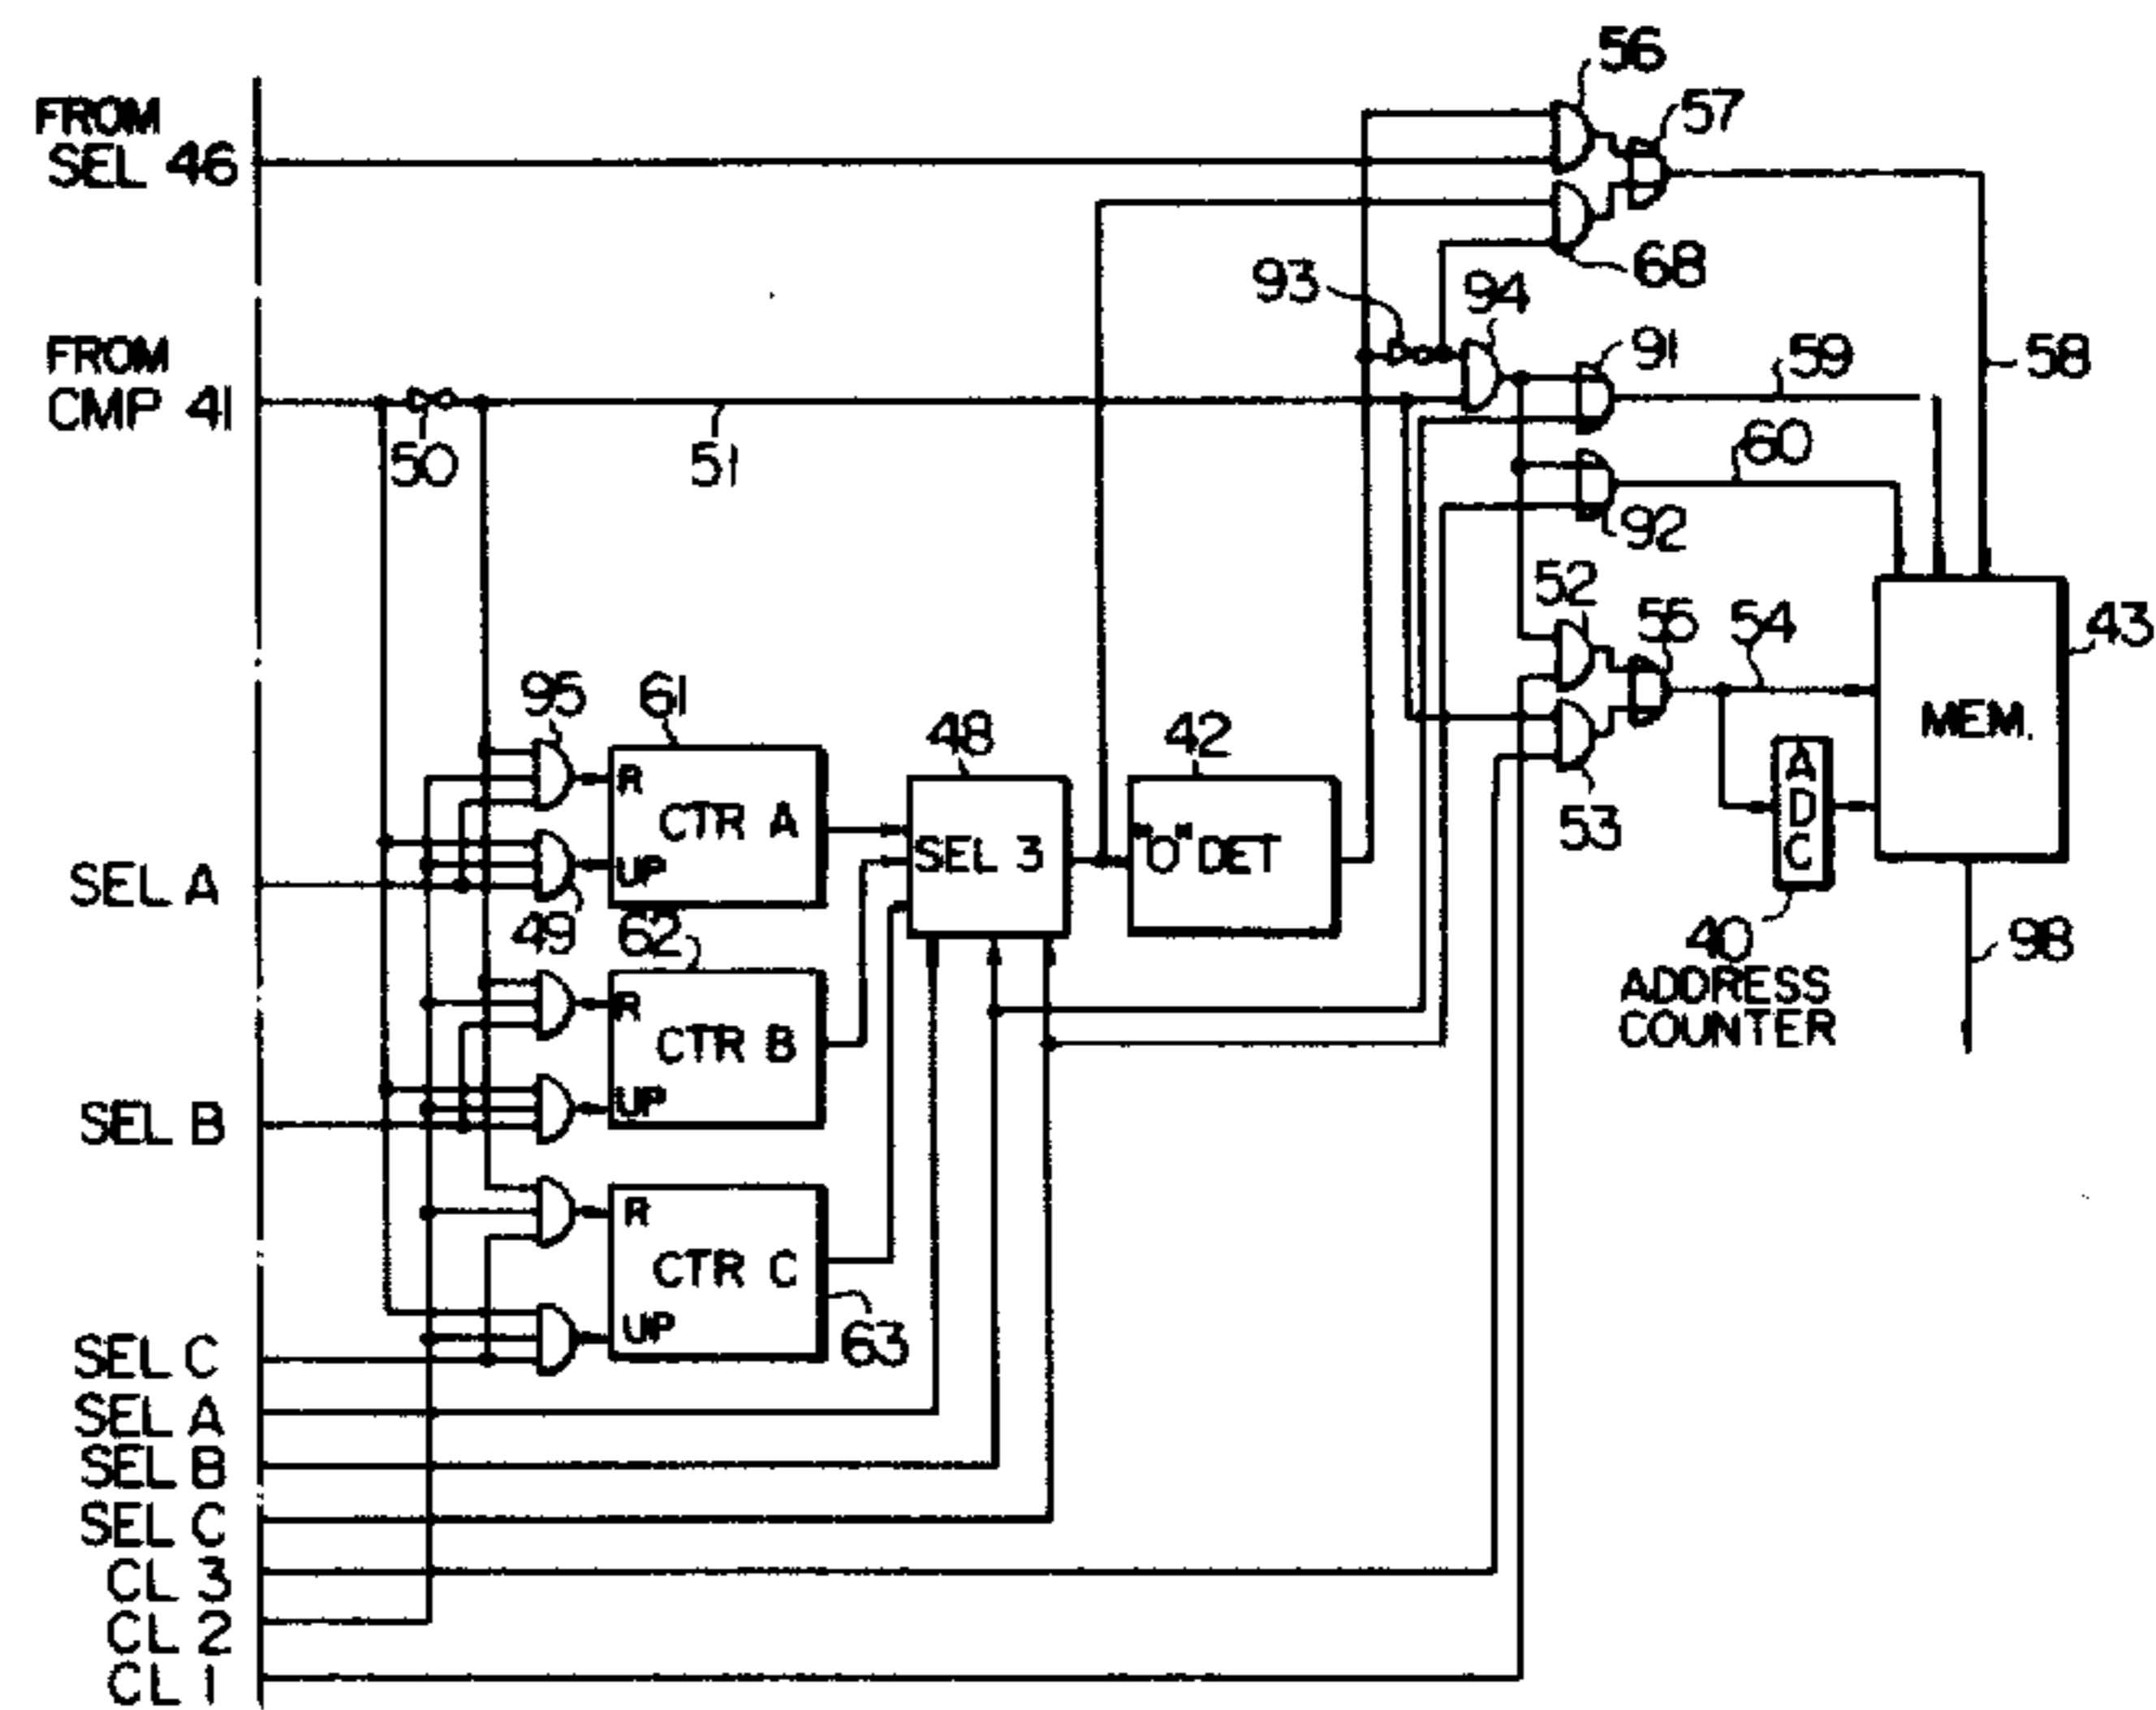 56
57
FROM
SEL 46
68
93
94
91
59
58
FROM
CMP 41
50
51
60
92
52
55
54
43
95
61
48
42
MEM.
R
CTR A
SEL 3
"O" DET
53
ADC
UP
SEL A
49
62
40
98
ADDRESS
COUNTER
R
CTR B
UP
SEL B
R
CTR C
UP
63
SEL C
SEL A
SEL B
SEL C
CL 3
CL 2
CL 1